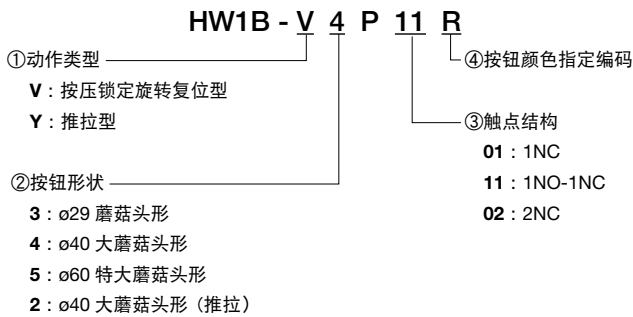 HW1B - V 4 P 11 R
①动作类型
V：按压锁定旋转复位型
Y：推拉型
②按钮形状
3：ø29 蘑菇头形
4：ø40 大蘑菇头形
5：ø60 特大蘑菇头形
2：ø40 大蘑菇头形（推拉）
④按钮颜色指定编码
③触点结构
01：1NC
11：1NO-1NC
02：2NC